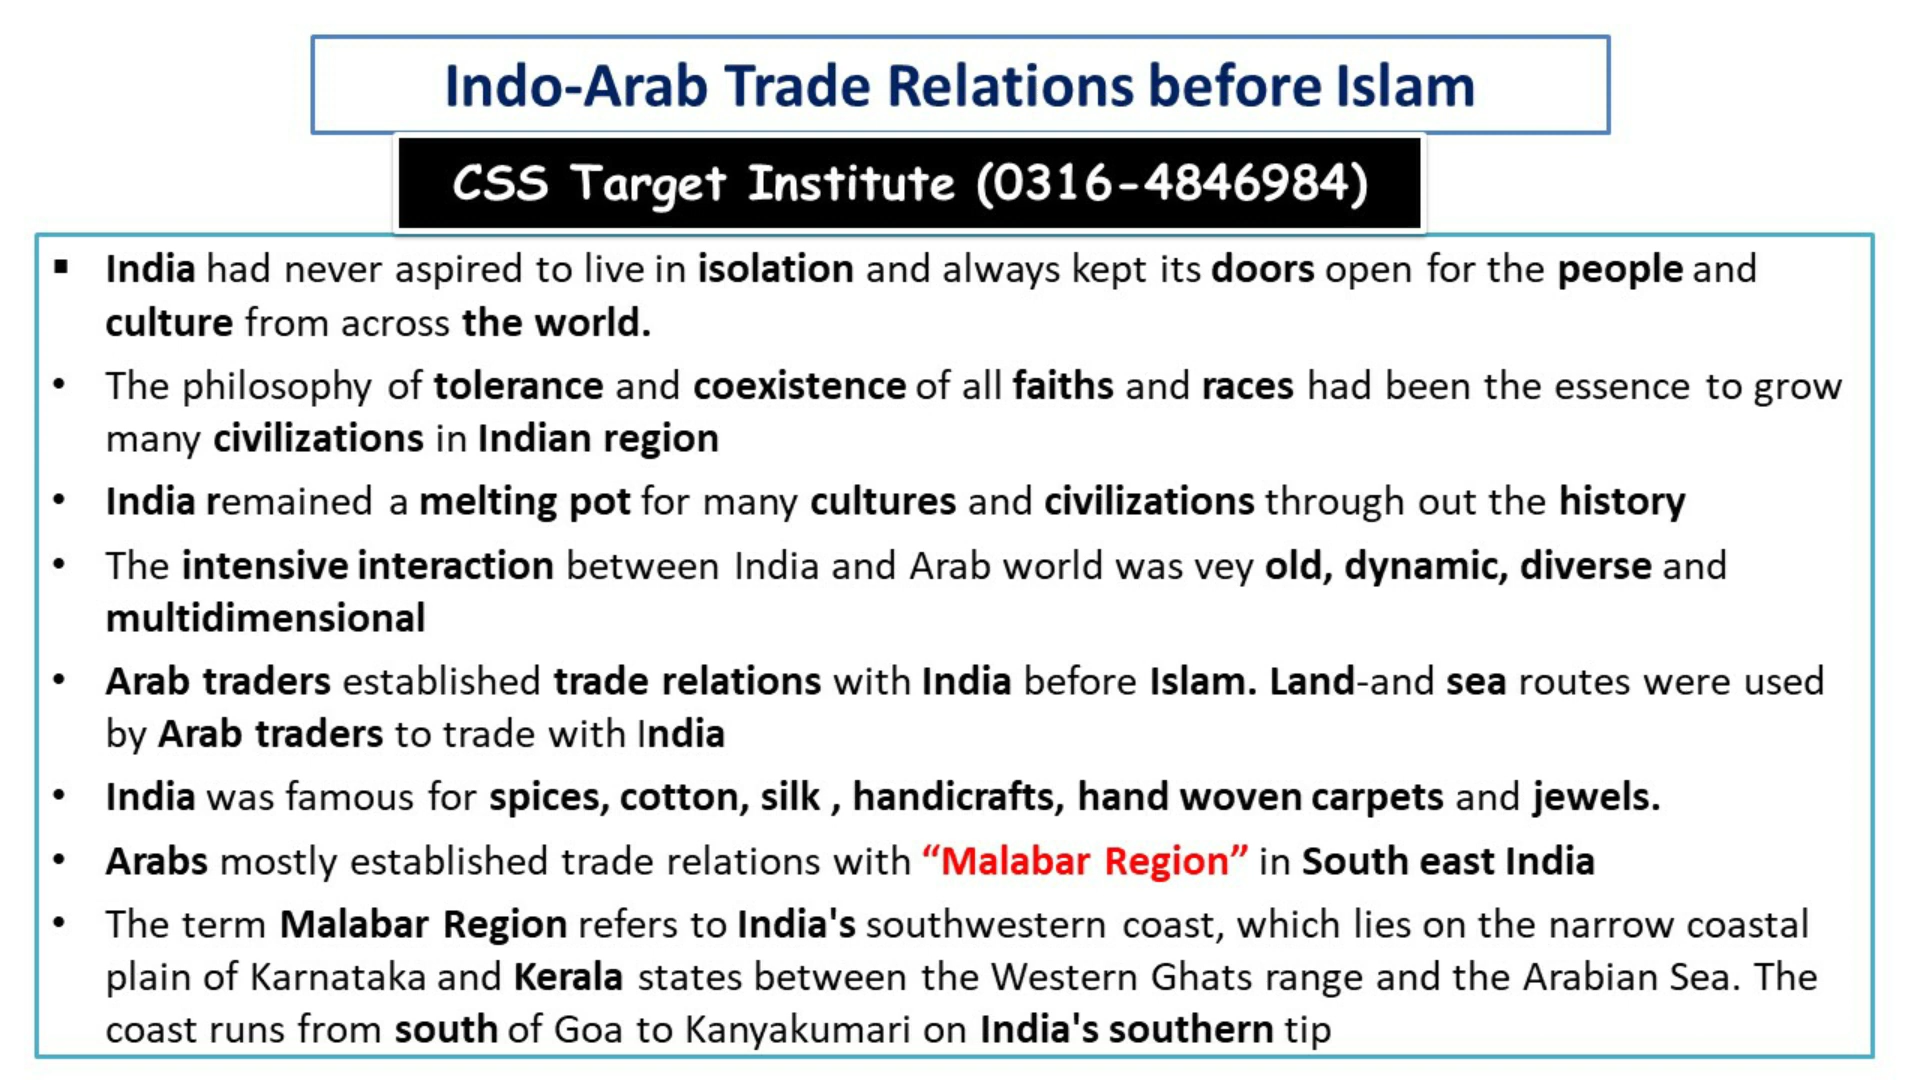 Indo-Arab Trade Relations before Islam
CSS Target Institute (0316-4846984)
▪ India had never aspired to live in isolation and always kept its doors open for the people and
culture from across the world.
• The philosophy of tolerance and coexistence of all faiths and races had been the essence to grow
many civilizations in Indian region
• India remained a melting pot for many cultures and civilizations through out the history
• The intensive interaction between India and Arab world was vey old, dynamic, diverse and
multidimensional
• Arab traders established trade relations with India before Islam. Land-and sea routes were used
by Arab traders to trade with India
• India was famous for spices, cotton, silk , handicrafts, hand woven carpets and jewels.
• Arabs mostly established trade relations with “Malabar Region” in South east India
• The term Malabar Region refers to India's southwestern coast, which lies on the narrow coastal
plain of Karnataka and Kerala states between the Western Ghats range and the Arabian Sea. The
coast runs from south of Goa to Kanyakumari on India's southern tip